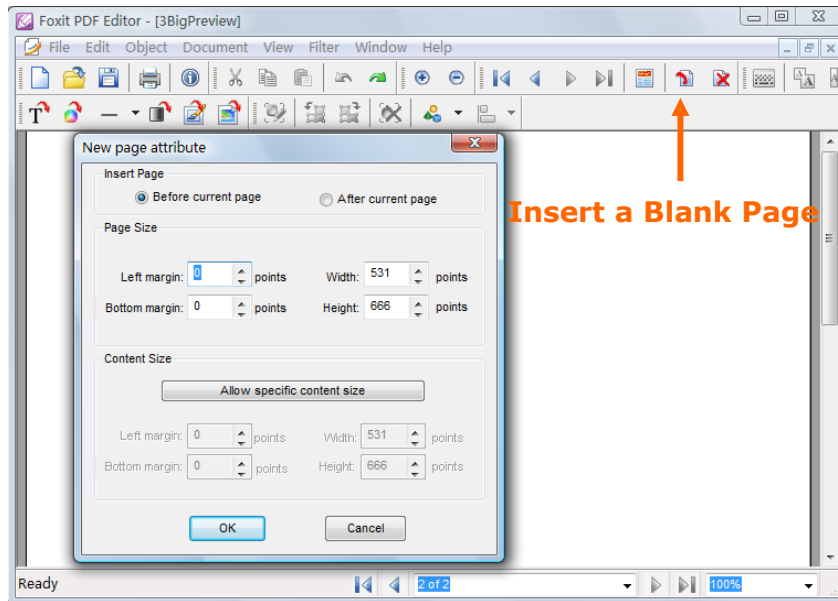 Foxit PDF Editor - [3BigPreview]
File Edit Object Document View Filter Window Help
New page attribute
Insert Page
Before current page After current page
Insert a Blank Page
Page Size
Left margin: 0 points Width: 531 points
Bottom margin: 0 points Height: 666 points
Content Size
Allow specific content size
Left margin: 0 points Width: 531 points
Bottom margin: 0 points Height: 666 points
OK Cancel
Ready 2 of 2 100%